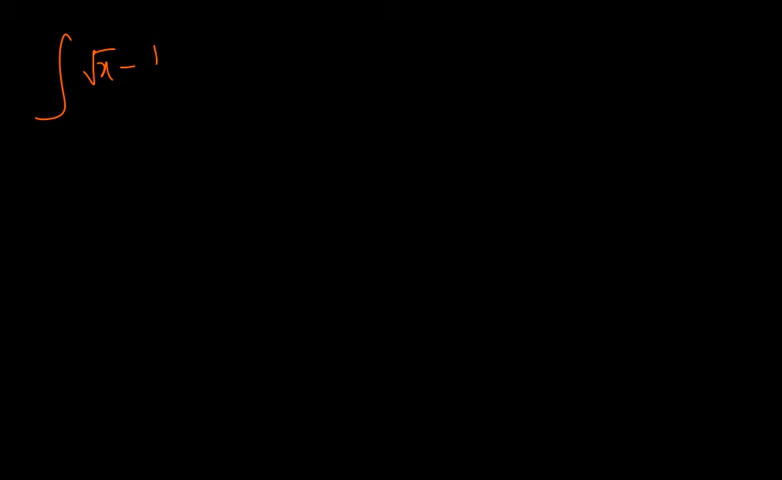 ∫ √x - 1